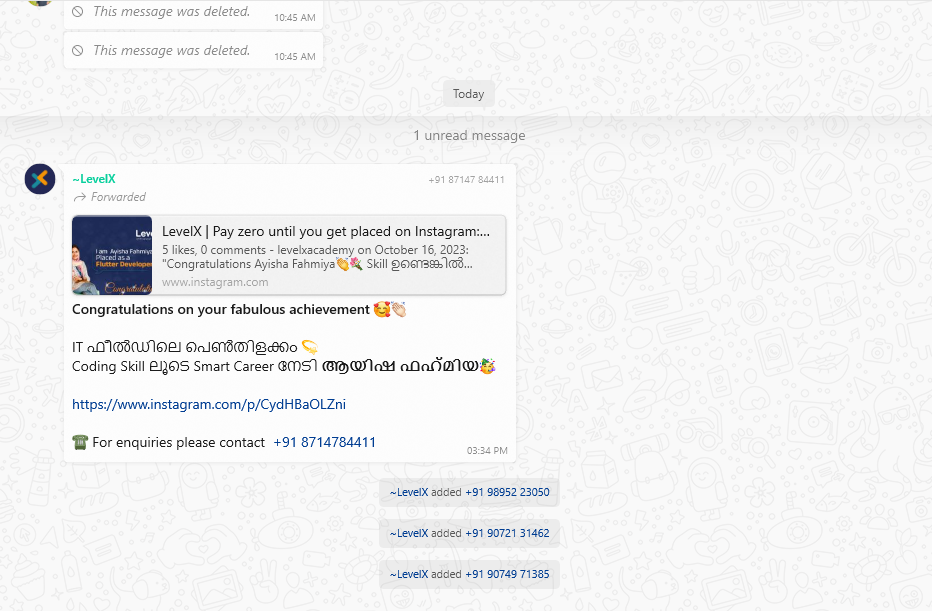 This message was deleted.
10:45 AM
This message was deleted.
10:45 AM
Today
1 unread message
~LevelX
+91 87147 84411
Forwarded
Leve
I am Ayisha Fahmiya
Placed as a
Flutter Developer
Congratulati
LevelX | Pay zero until you get placed on Instagram:...
5 likes, 0 comments - levelxacademy on October 16, 2023:
"Congratulations Ayisha Fahmiya👏💐 Skill ഉണ്ടെങ്കിൽ...
www.instagram.com
Congratulations on your fabulous achievement 🥰👏🏻
IT ഫീൽഡിലെ പെൺതിളക്കം 💫
Coding Skill ലൂടെ Smart Career നേടി ആയിഷ ഫഹ്മിയ🥳
https://www.instagram.com/p/CydHBaOLZni
☎️ For enquiries please contact +91 8714784411
03:34 PM
~LevelX added +91 98952 23050
~LevelX added +91 90721 31462
~LevelX added +91 90749 71385